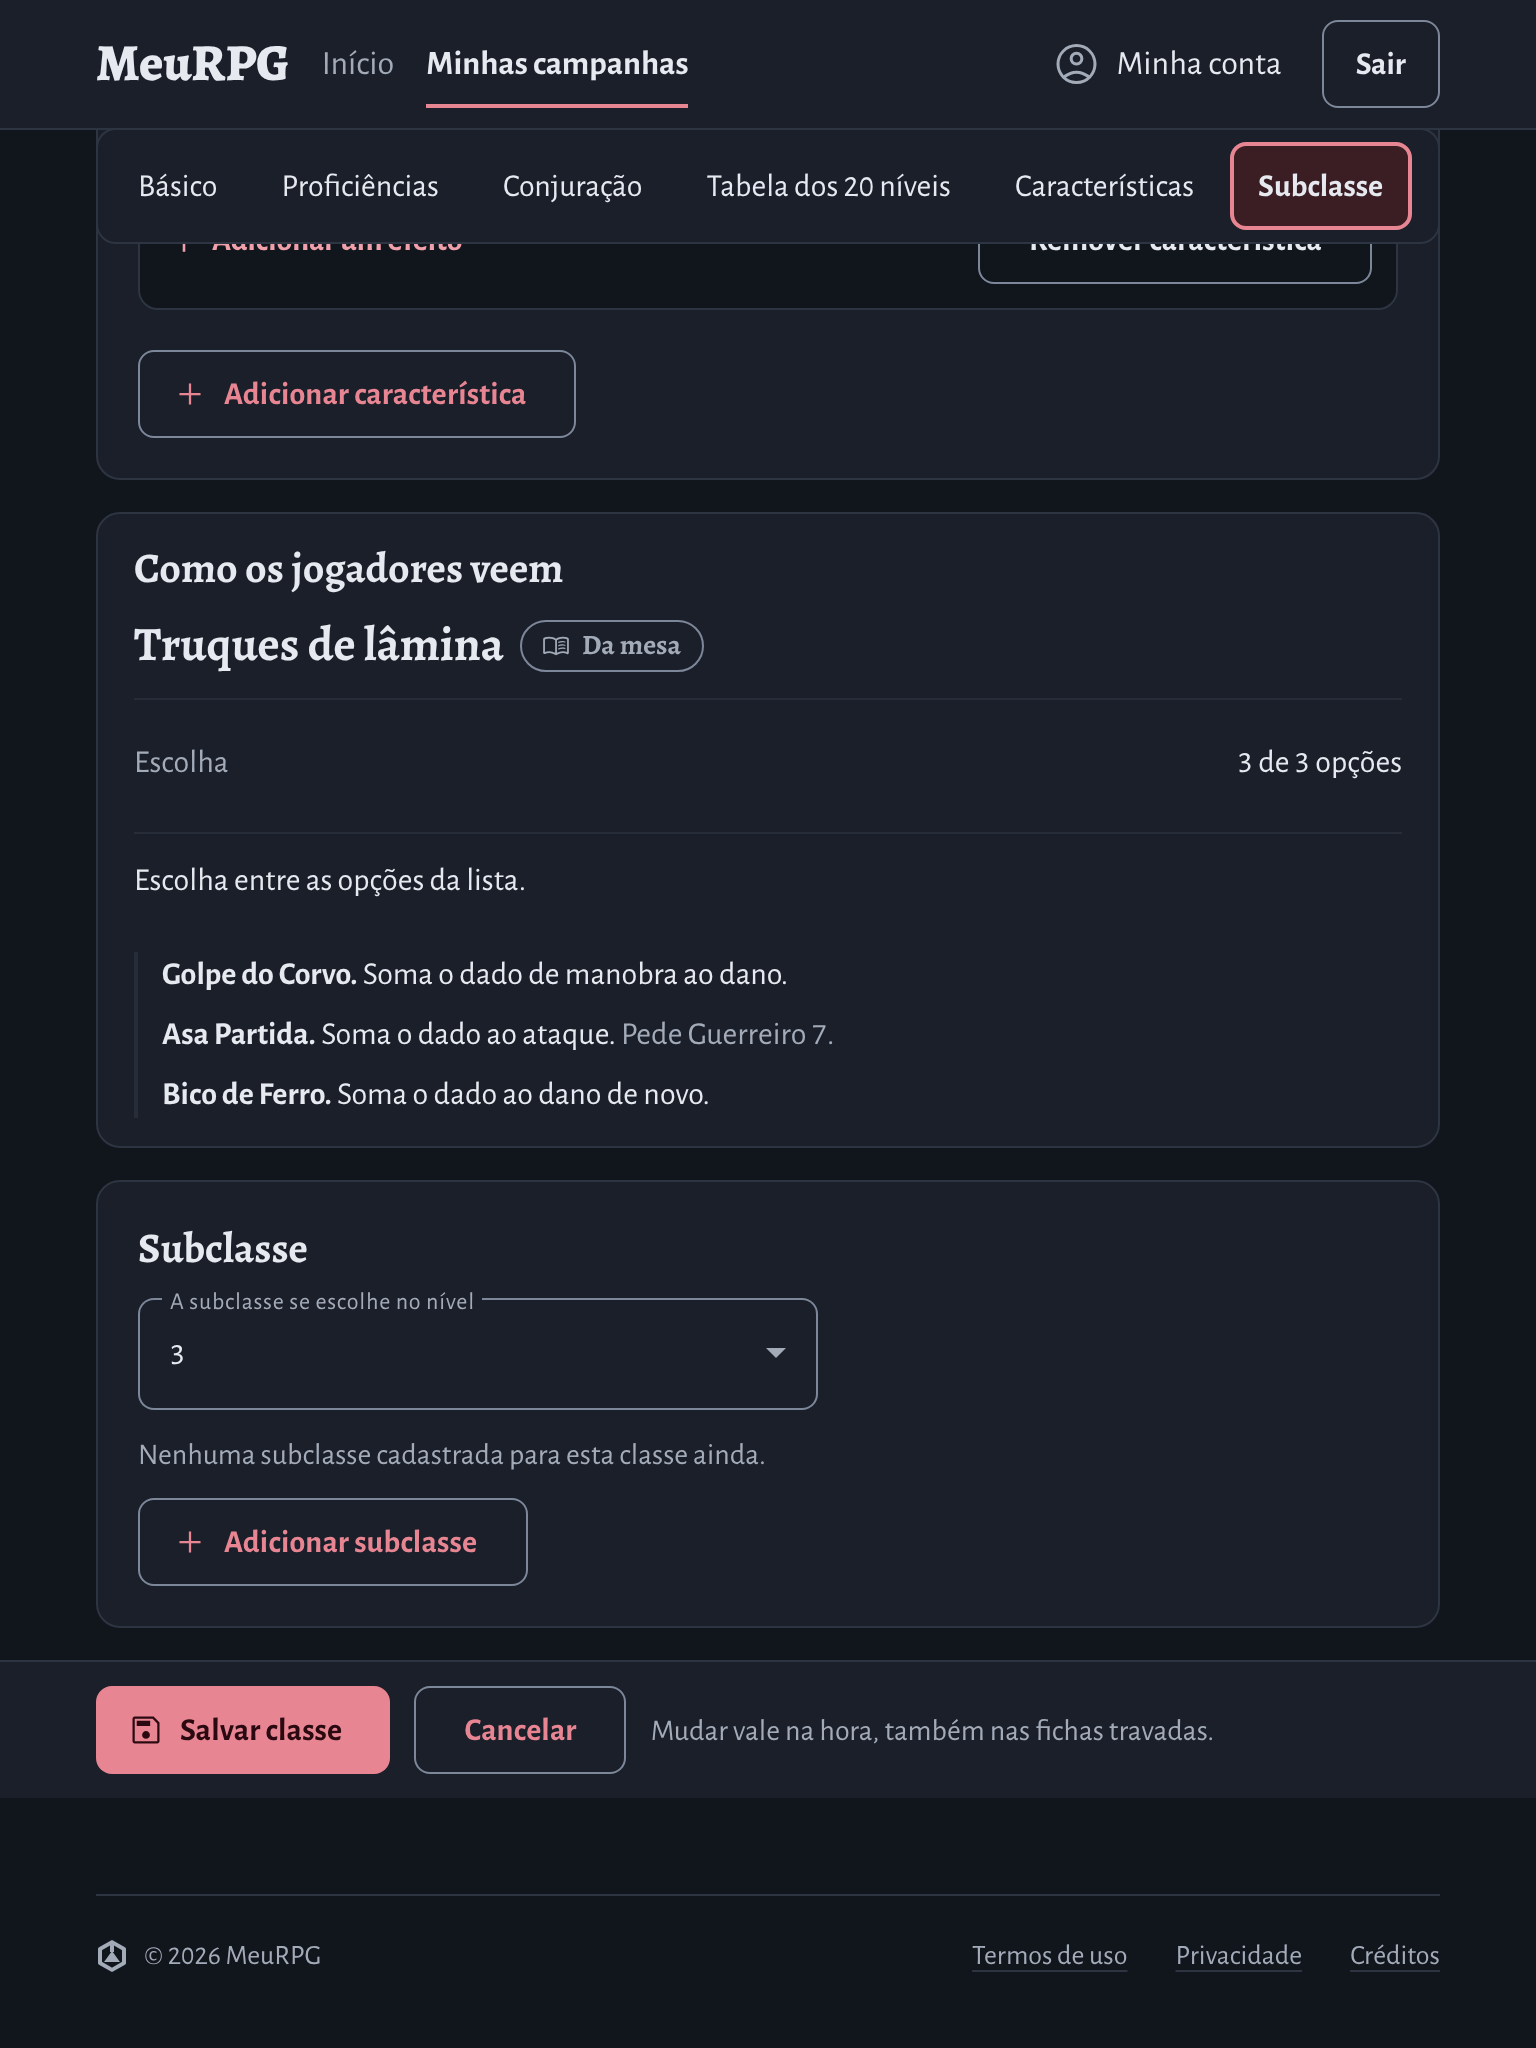 MeuRPG Início Minhas campanhas Minha conta Sair
Básico Proficiências Conjuração Tabela dos 20 níveis Características Subclasse
Adicionar um efeito Remover característica
+ Adicionar característica
Como os jogadores veem
Truques de lâmina Da mesa
Escolha 3 de 3 opções
Escolha entre as opções da lista.
Golpe do Corvo. Soma o dado de manobra ao dano.
Asa Partida. Soma o dado ao ataque. Pede Guerreiro 7.
Bico de Ferro. Soma o dado ao dano de novo.
Subclasse
A subclasse se escolhe no nível
3
Nenhuma subclasse cadastrada para esta classe ainda.
+ Adicionar subclasse
Salvar classe Cancelar Mudar vale na hora, também nas fichas travadas.
© 2026 MeuRPG Termos de uso Privacidade Créditos